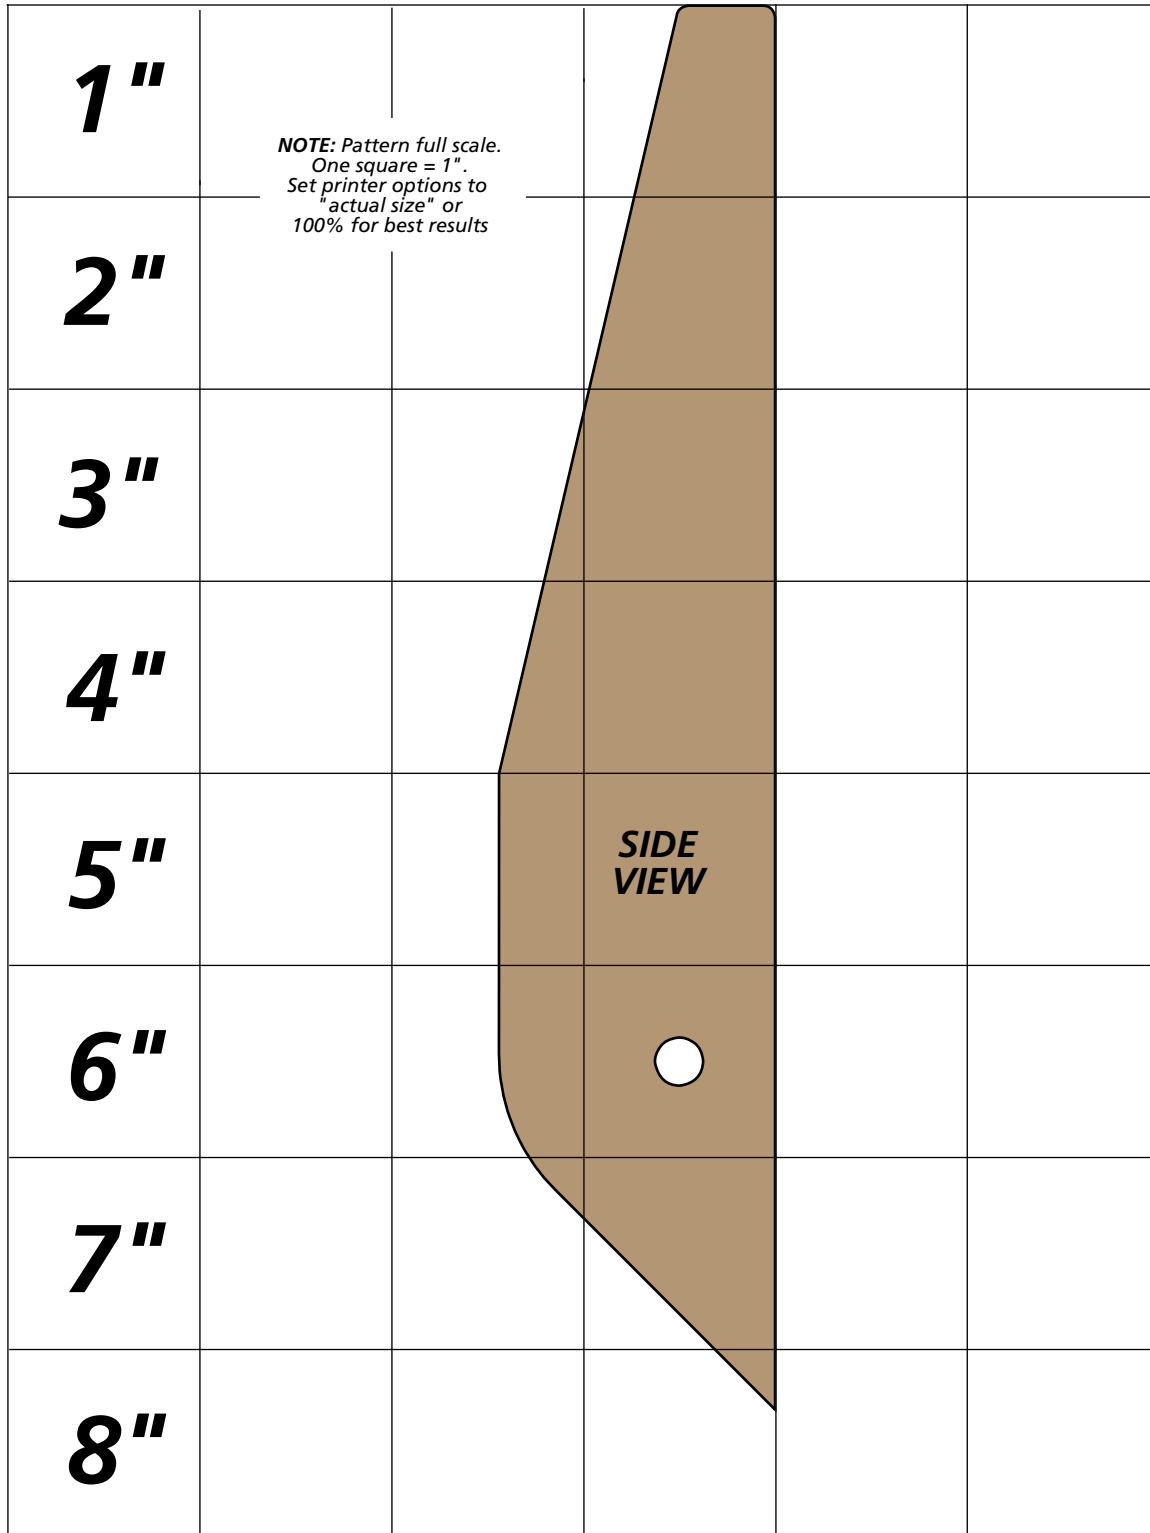 1"
NOTE: Pattern full scale.
One square = 1".
Set printer options to
"actual size" or
100% for best results
2"
3"
4"
5"
SIDE
VIEW
6"
7"
8"